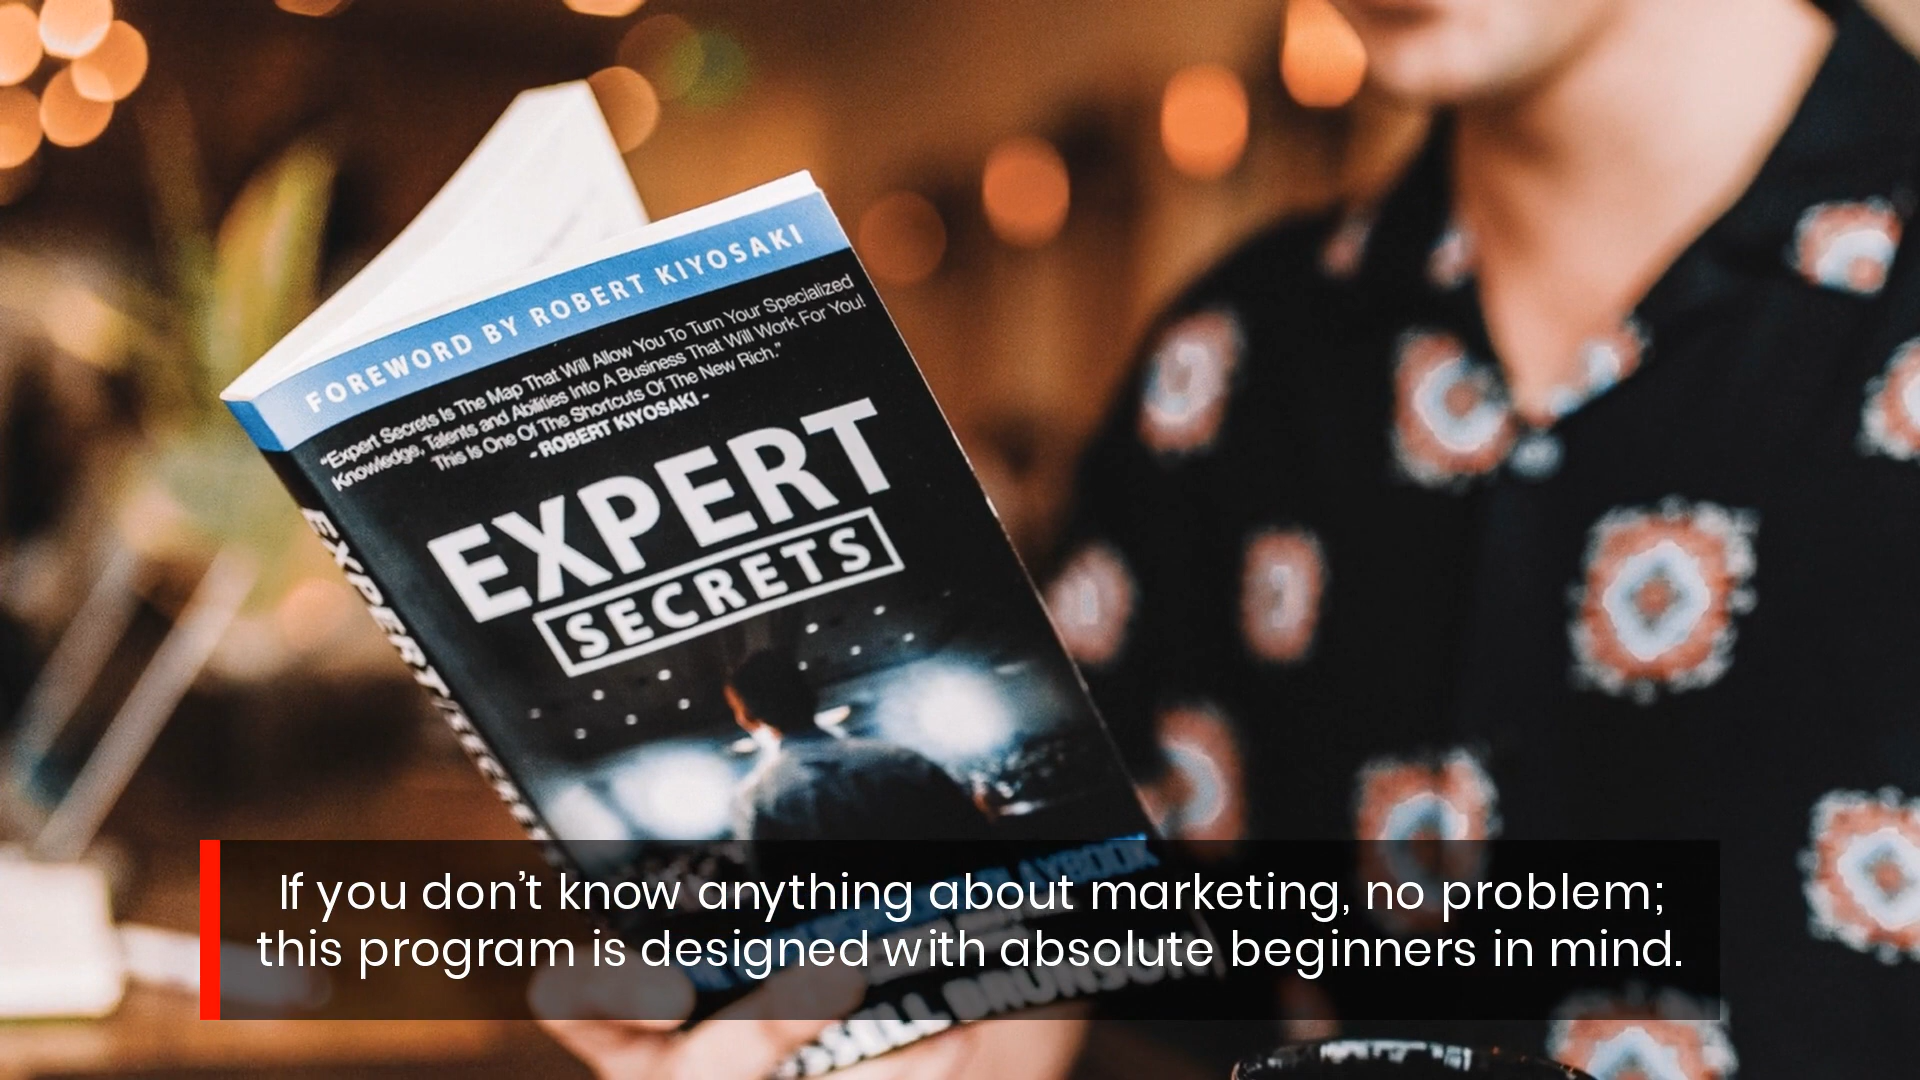 FOREWORD BY ROBERT KIYOSAKI
"Expert Secrets Is The Map That Will Allow You To Turn Your Specialized
Knowledge, Talents and Abilities Into A Business That Will Work For You!
This Is One Of The Shortcuts Of The New Rich."
- ROBERT KIYOSAKI -
EXPERT
SECRETS
EXPERT
PLAYBOOK
If you don’t know anything about marketing, no problem;
this program is designed with absolute beginners in mind.
BRUNSON